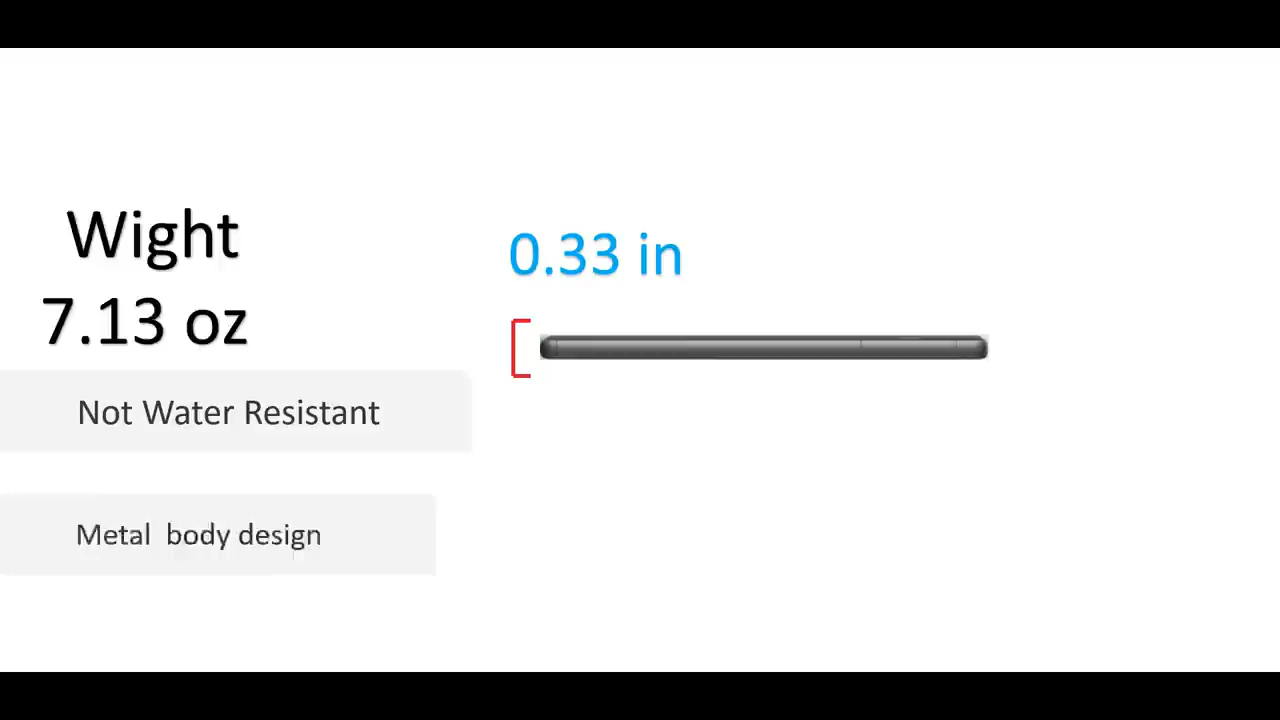 Wight
7.13 oz
0.33 in
Not Water Resistant
Metal body design